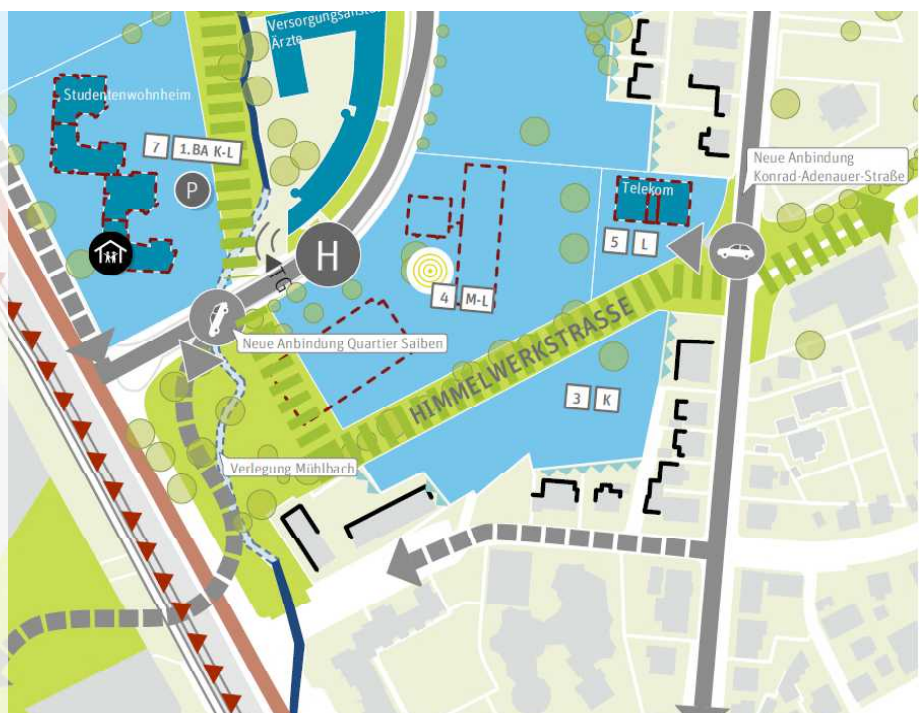 Versorgungsanstalt
Ärzte
Studentenwohnheim
7 1.BA K-L
P
Neue Anbindung
Konrad-Adenauer-Straße
Telekom
5 L
H
TG
4 M-L
Neue Anbindung Quartier Saiben
HIMMELWERKSTRASSE
3 K
Verlegung Mühlbach